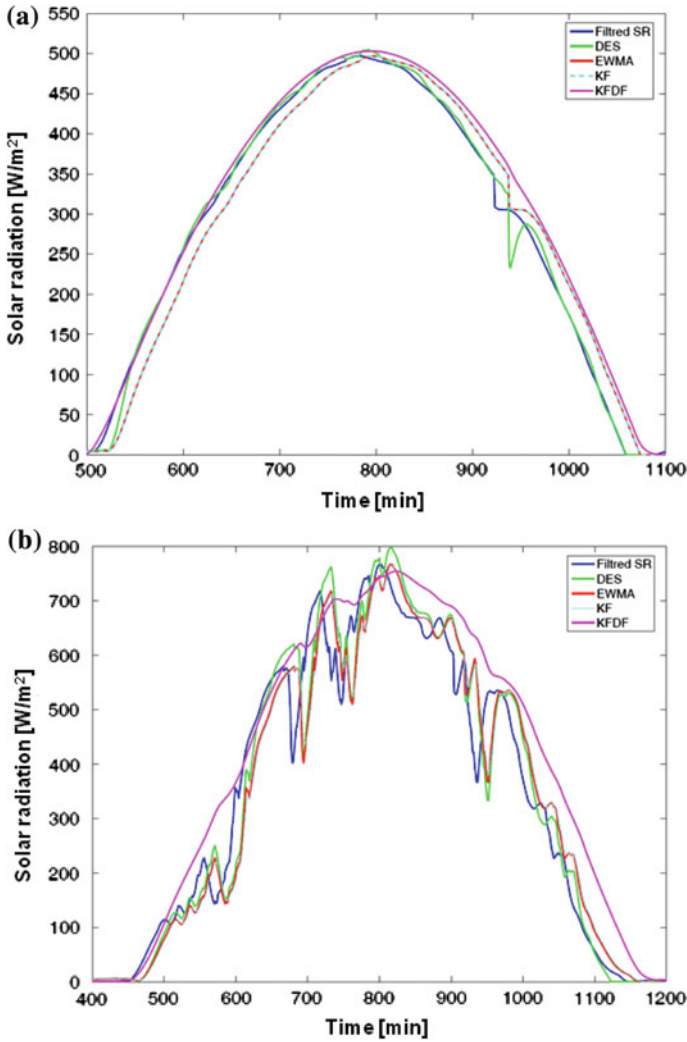 (a)
550
500
450
400
350
300
250
200
150
100
50
0
Solar radiation [W/m²]
500 600 700 800 900 1000 1100
Time [min]
Filtred SR
DES
EWMA
KF
KFDF
(b)
800
700
600
500
400
300
200
100
0
Solar radiation [W/m²]
400 500 600 700 800 900 1000 1100 1200
Time [min]
Filtred SR
DES
EWMA
KF
KFDF